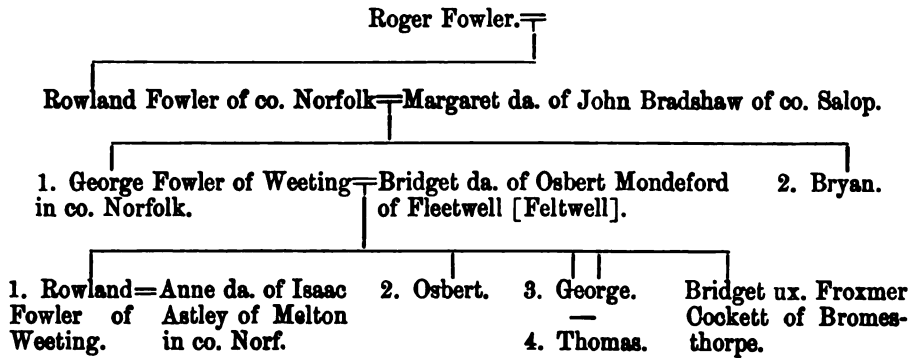 Roger Fowler.
Rowland Fowler of co. Norfolk=Margaret da. of John Bradshaw of co. Salop.
1. George Fowler of Weeting=Bridget da. of Osbert Mondeford
in co. Norfolk.
of Fleetwell [Feltwell].
2. Bryan.
1. Rowland=Anne da. of Isaac
Fowler of Astley of Melton
Weeting. in co. Norf.
2. Osbert.
3. George.
—
4. Thomas.
Bridget ux. Froxmer
Cockett of Bromes-
thorpe.